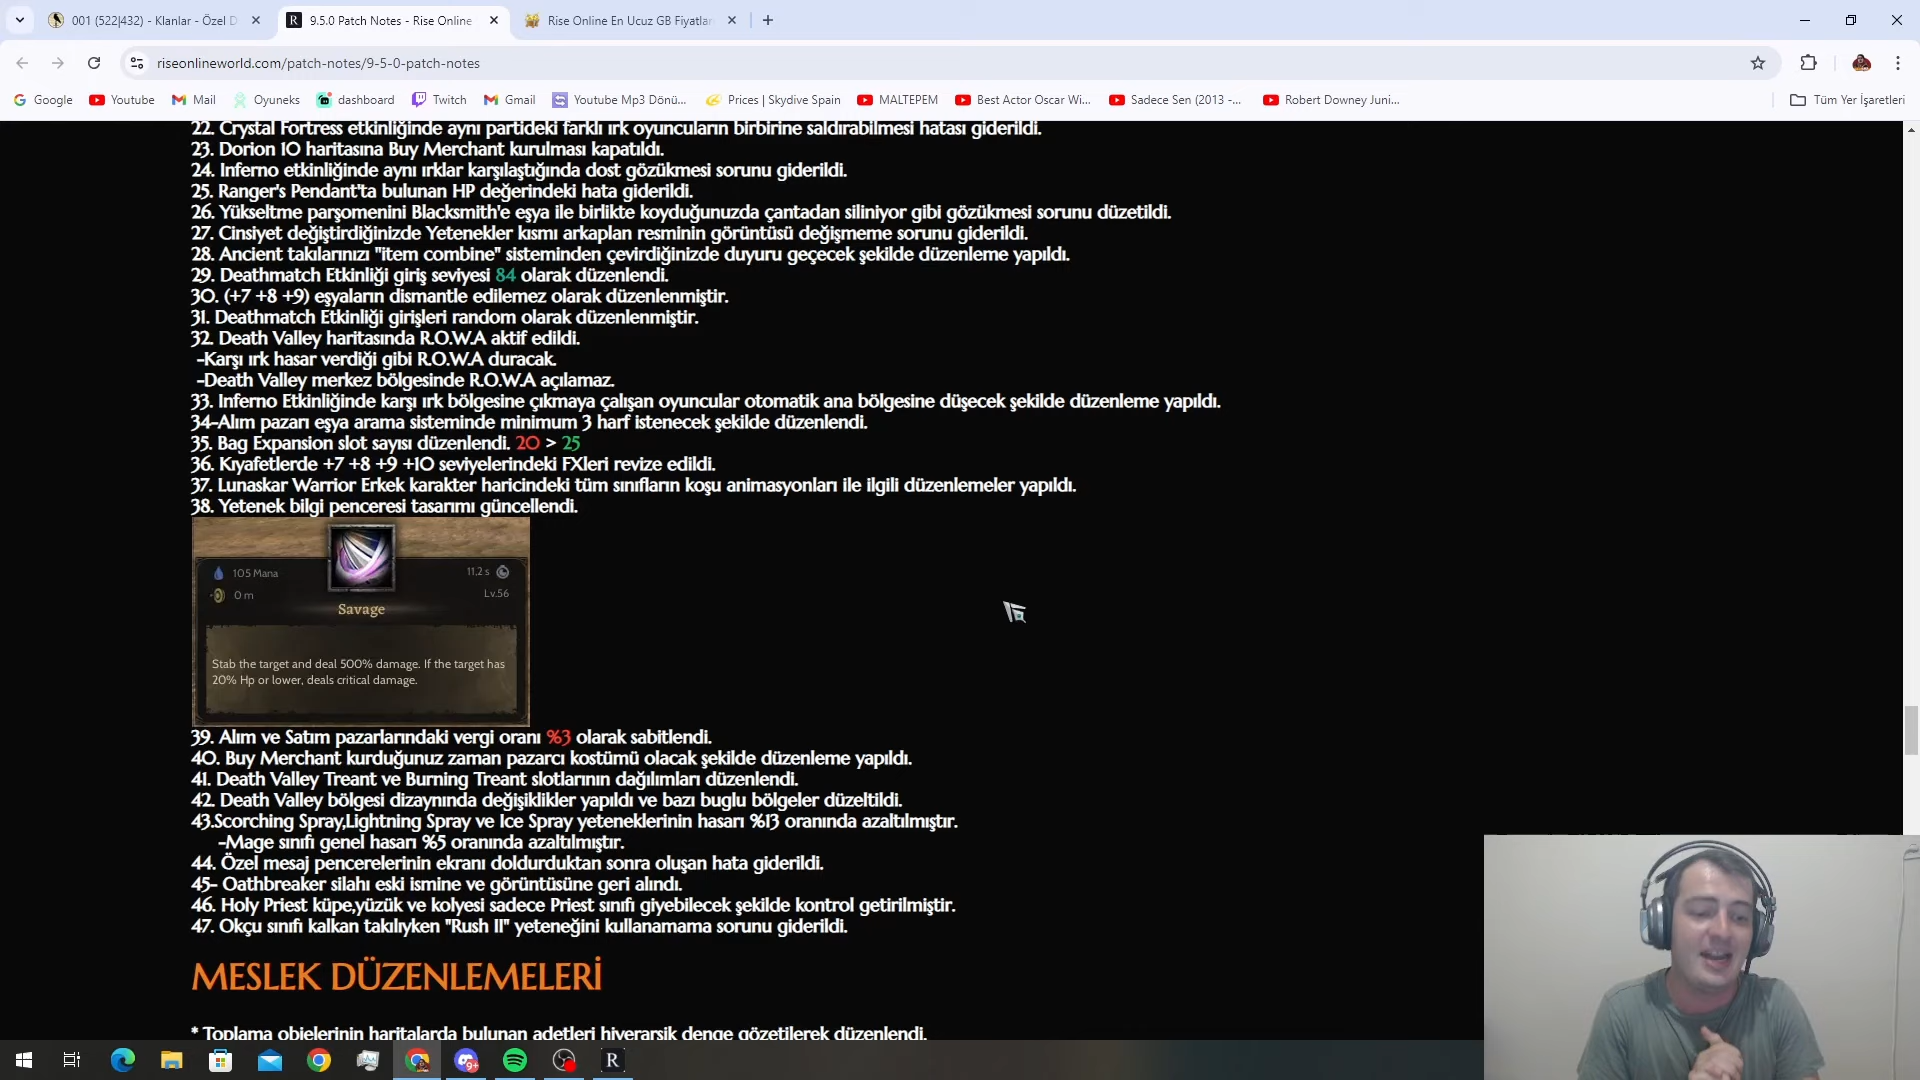 001 (522|432) - Klanlar - Özel D
9.5.0 Patch Notes - Rise Online
Rise Online En Ucuz GB Fiyatlar
riseonlineworld.com/patch-notes/9-5-0-patch-notes
Google
Youtube
Mail
Oyuneks
dashboard
Twitch
Gmail
Youtube Mp3 Dönü...
Prices | Skydive Spain
MALTEPEM
Best Actor Oscar Wi...
Sadece Sen (2013 -...
Robert Downey Juni...
Tüm Yer İşaretleri
22. Crystal Fortress etkinliğinde aynı partideki farklı ırk oyuncuların birbirine saldırabilmesi hatası giderildi.
23. Dorion 10 haritasına Buy Merchant kurulması kapatıldı.
24. Inferno etkinliğinde aynı ırklar karşılaştığında dost gözükmesi sorunu giderildi.
25. Ranger's Pendant'ta bulunan HP değerindeki hata giderildi.
26. Yükseltme parşomenini Blacksmith'e eşya ile birlikte koyduğunuzda çantadan siliniyor gibi gözükmesi sorunu düzetildi.
27. Cinsiyet değiştirdiğinizde Yetenekler kısmı arkaplan resminin görüntüsü değişmeme sorunu giderildi.
28. Ancient takılarınızı "item combine" sisteminden çevirdiğinizde duyuru geçecek şekilde düzenleme yapıldı.
29. Deathmatch Etkinliği giriş seviyesi 84 olarak düzenlendi.
30. (+7 +8 +9) eşyaların dismantle edilemez olarak düzenlenmiştir.
31. Deathmatch Etkinliği girişleri random olarak düzenlenmiştir.
32. Death Valley haritasında R.O.W.A aktif edildi.
-Karşı ırk hasar verdiği gibi R.O.W.A duracak.
-Death Valley merkez bölgesinde R.O.W.A açılamaz.
33. Inferno Etkinliğinde karşı ırk bölgesine çıkmaya çalışan oyuncular otomatik ana bölgesine düşecek şekilde düzenleme yapıldı.
34-Alım pazarı eşya arama sisteminde minimum 3 harf istenecek şekilde düzenlendi.
35. Bag Expansion slot sayısı düzenlendi. 20 > 25
36. Kıyafetlerde +7 +8 +9 +10 seviyelerindeki FXleri revize edildi.
37. Lunaskar Warrior Erkek karakter haricindeki tüm sınıfların koşu animasyonları ile ilgili düzenlemeler yapıldı.
38. Yetenek bilgi penceresi tasarımı güncellendi.
105 Mana
11,2 s
0 m
Lv.56
Savage
Stab the target and deal 500% damage. If the target has
20% Hp or lower, deals critical damage.
39. Alım ve Satım pazarlarındaki vergi oranı %3 olarak sabitlendi.
40. Buy Merchant kurduğunuz zaman pazarcı kostümü olacak şekilde düzenleme yapıldı.
41. Death Valley Treant ve Burning Treant slotlarının dağılımları düzenlendi.
42. Death Valley bölgesi dizaynında değişiklikler yapıldı ve bazı buglu bölgeler düzeltildi.
43.Scorching Spray,Lightning Spray ve Ice Spray yeteneklerinin hasarı %13 oranında azaltılmıştır.
-Mage sınıfı genel hasarı %5 oranında azaltılmıştır.
44. Özel mesaj pencerelerinin ekranı doldurduktan sonra oluşan hata giderildi.
45- Oathbreaker silahı eski ismine ve görüntüsüne geri alındı.
46. Holy Priest küpe,yüzük ve kolyesi sadece Priest sınıfı giyebilecek şekilde kontrol getirilmiştir.
47. Okçu sınıfı kalkan takılıyken "Rush II" yeteneğini kullanamama sorunu giderildi.
MESLEK DÜZENLEMELERİ
* Toplama objelerinin haritalarda bulunan adetleri hiyerarşik denge gözetilerek düzenlendi.